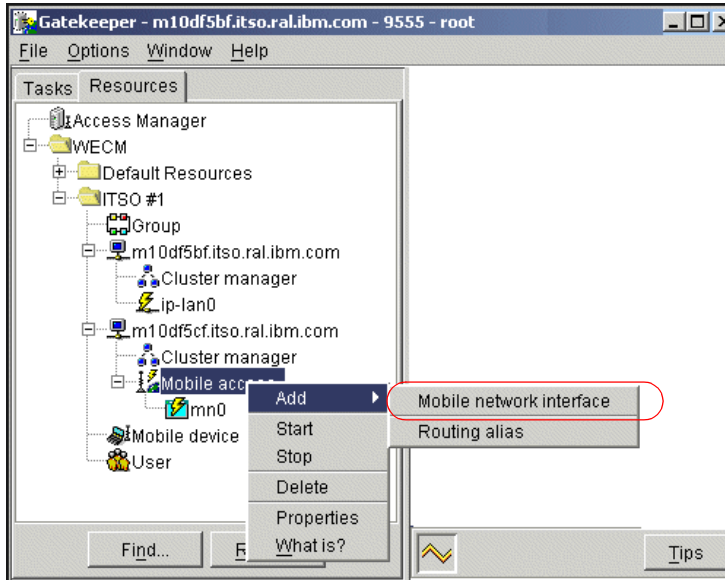 Gatekeeper - m10df5bf.itso.ral.ibm.com - 9555 - root
File Options Window Help
Tasks Resources
Access Manager
WECM
Default Resources
ITSO #1
Group
m10df5bf.itso.ral.ibm.com
Cluster manager
ip-lan0
m10df5cf.itso.ral.ibm.com
Cluster manager
Mobile acc
mn0
Mobile device
User
Add
Start
Stop
Delete
Properties
What is?
Mobile network interface
Routing alias
Find...
Tips